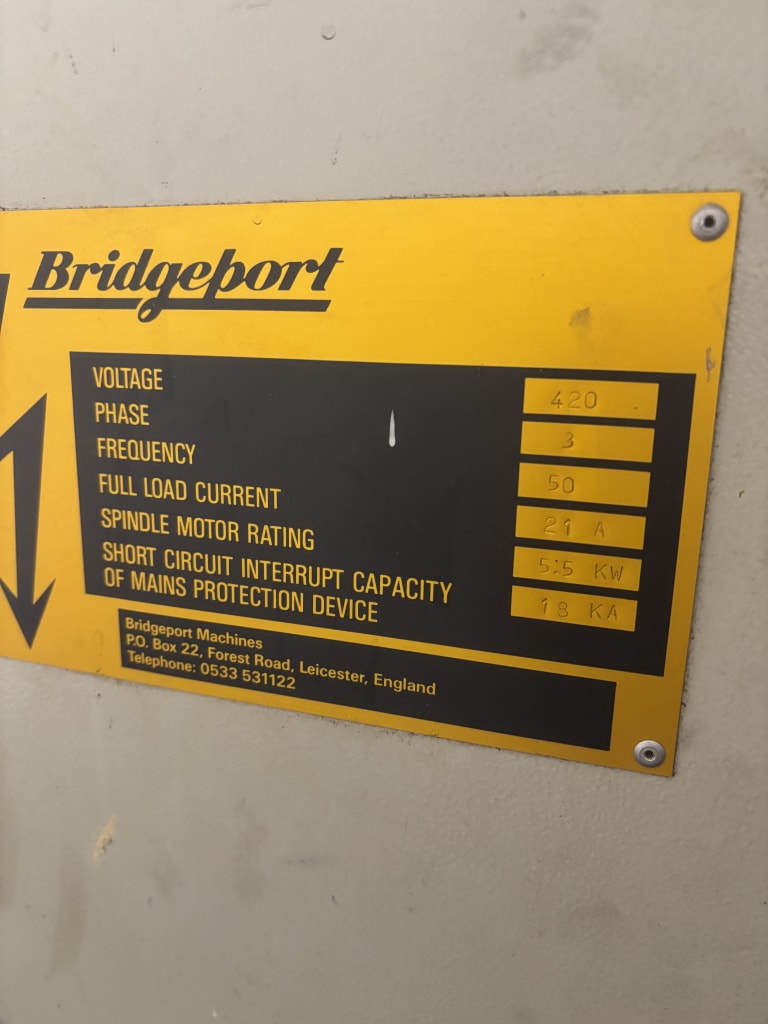 Bridgeport
VOLTAGE 420
PHASE 3
FREQUENCY 50
FULL LOAD CURRENT 21 A
SPINDLE MOTOR RATING 5.5 KW
SHORT CIRCUIT INTERRUPT CAPACITY
OF MAINS PROTECTION DEVICE 18 KA
Bridgeport Machines
P.O. Box 22, Forest Road, Leicester, England
Telephone: 0533 531122